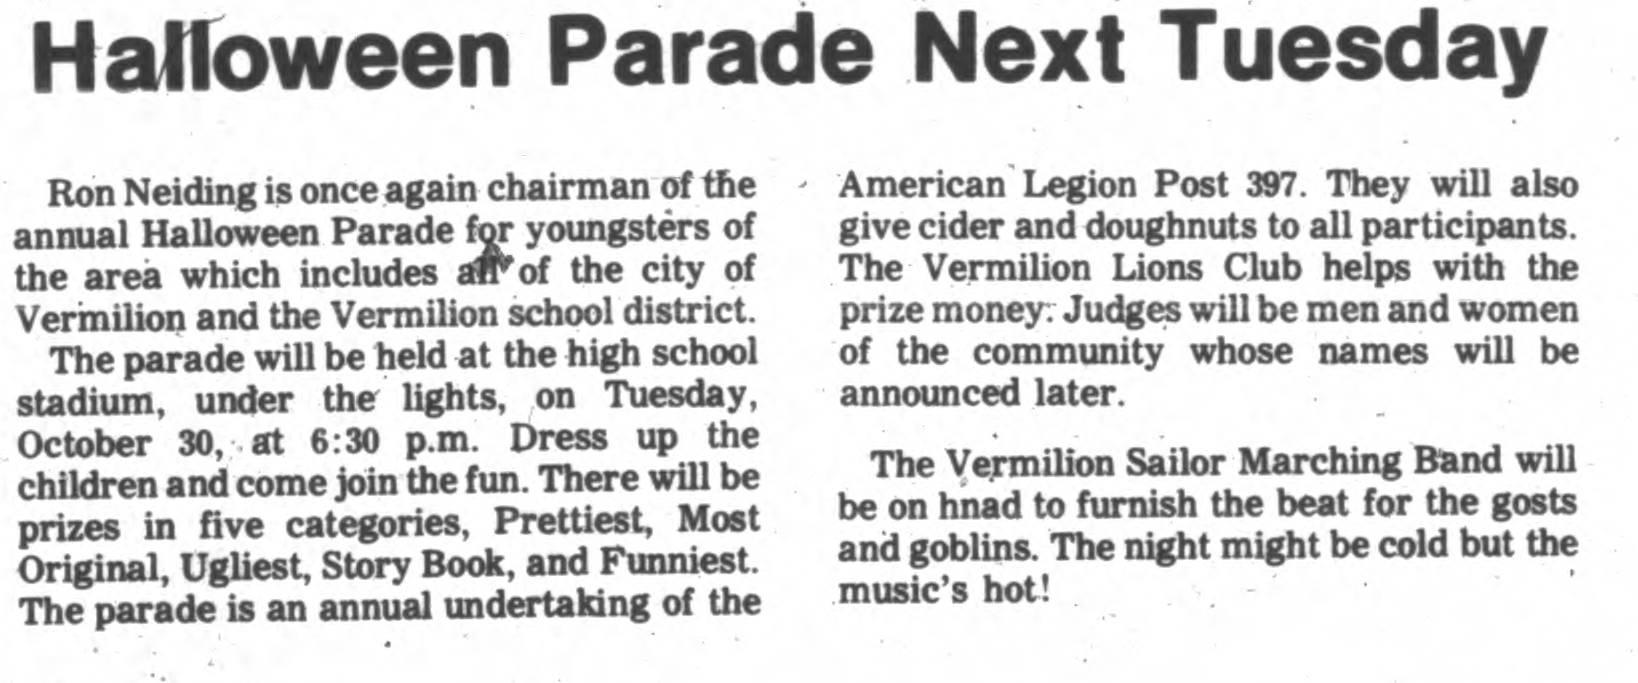 Halloween Parade Next Tuesday
Ron Neiding is once again chairman of the
annual Halloween Parade for youngsters of
the area which includes all of the city of
Vermilion and the Vermilion school district.
The parade will be held at the high school
stadium, under the lights, on Tuesday,
October 30, at 6:30 p.m. Dress up the
children and come join the fun. There will be
prizes in five categories, Prettiest, Most
Original, Ugliest, Story Book, and Funniest.
The parade is an annual undertaking of the
American Legion Post 397. They will also
give cider and doughnuts to all participants.
The Vermilion Lions Club helps with the
prize money. Judges will be men and women
of the community whose names will be
announced later.
The Vermilion Sailor Marching Band will
be on hnad to furnish the beat for the gosts
and goblins. The night might be cold but the
music's hot!